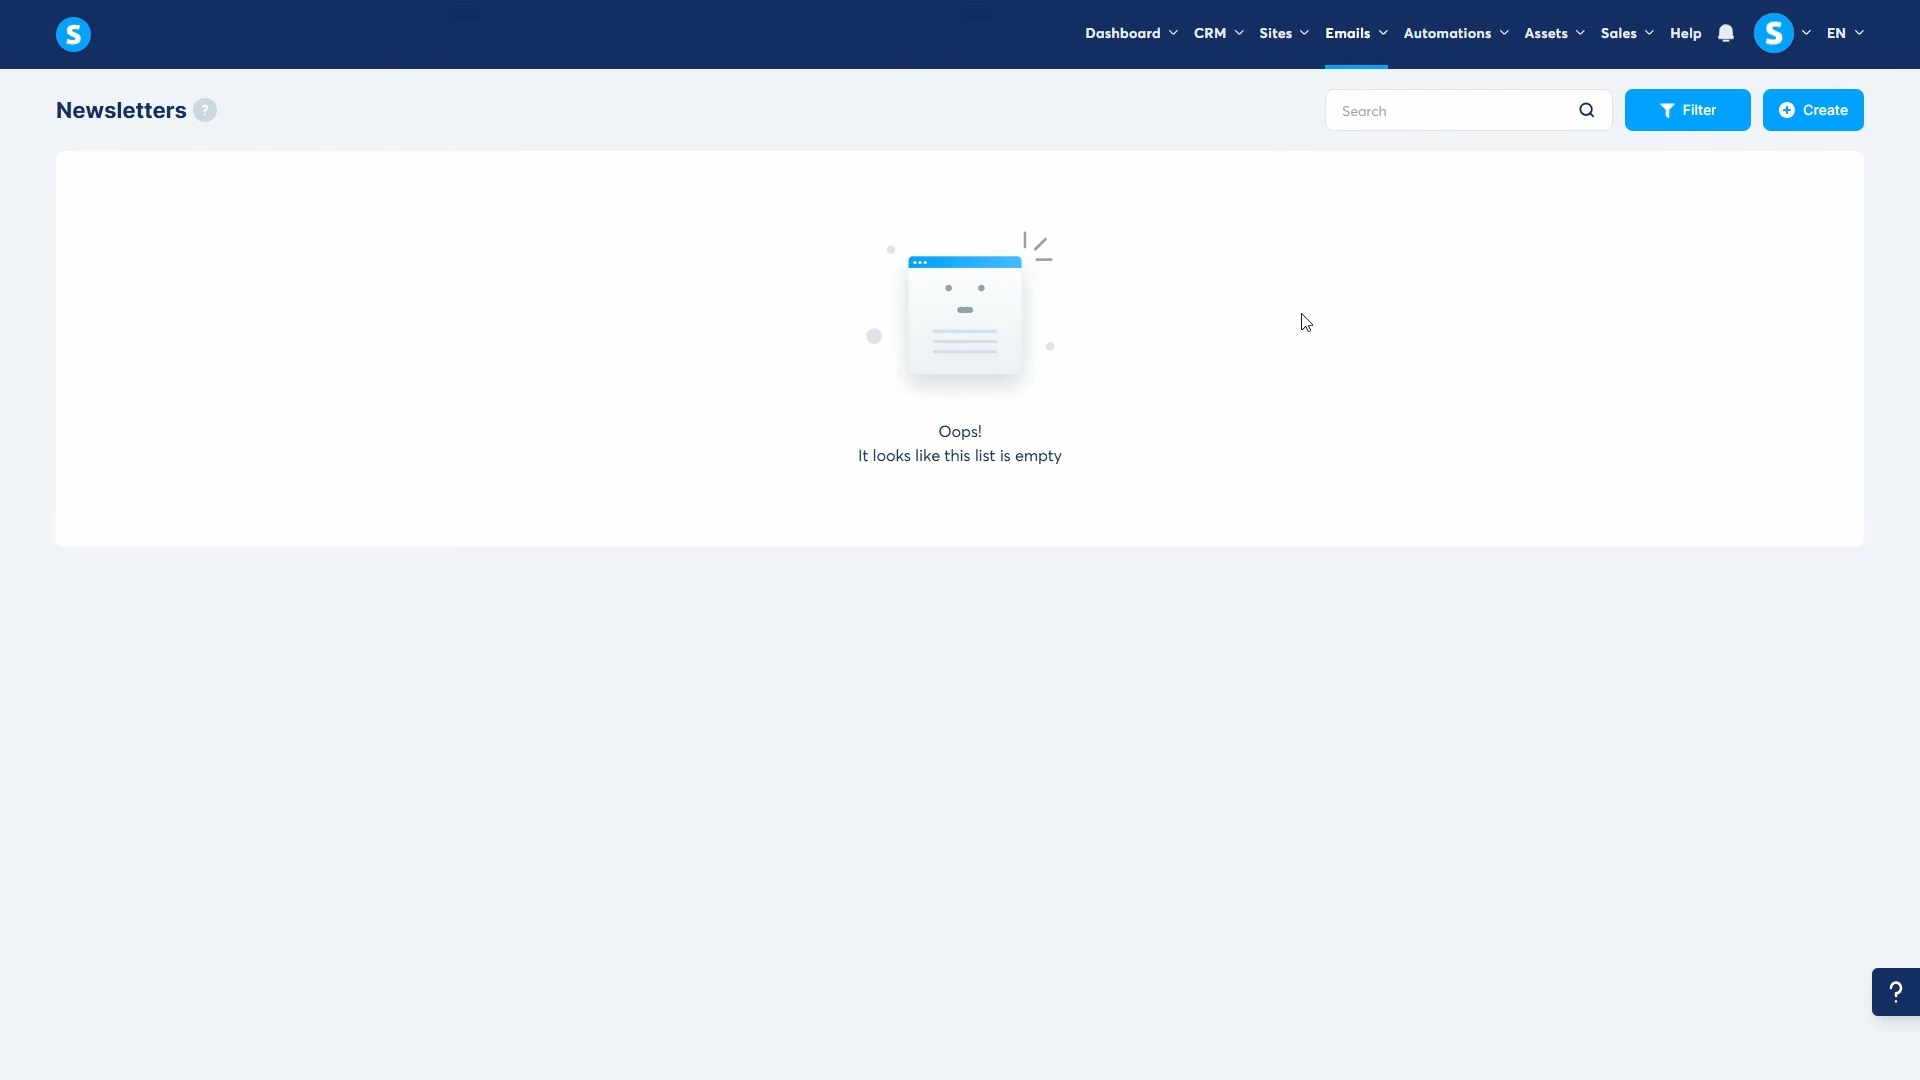 S Dashboard CRM Sites Emails Automations Assets Sales Help S EN
Newsletters ? Search Filter Create
Oops!
It looks like this list is empty
?